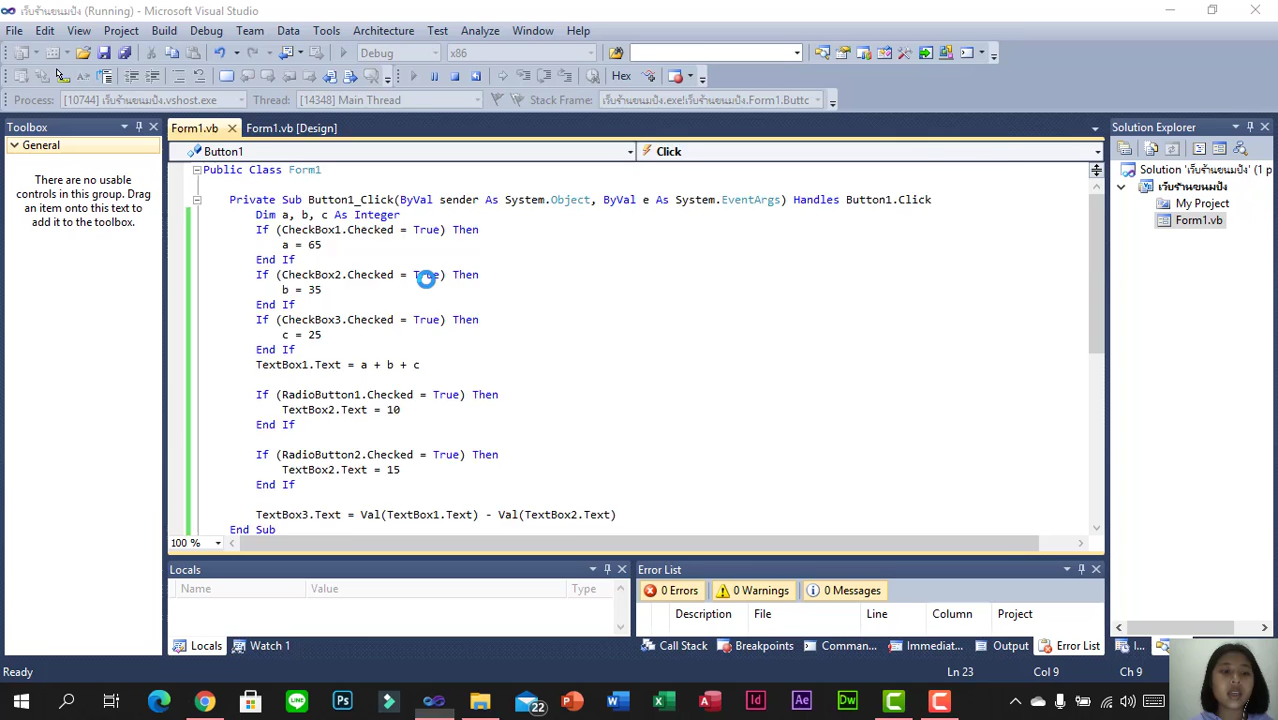 เว็บร้านขนมปัง (Running) - Microsoft Visual Studio
File Edit View Project Build Debug Team Data Tools Architecture Test Analyze Window Help
Debug x86
Hex
Process: [10744] เว็บร้านขนมปัง.vshost.exe Thread: [14348] Main Thread Stack Frame: เว็บร้านขนมปัง.exe!เว็บร้านขนมปัง.Form1.Buttc
Toolbox
General
There are no usable
controls in this group. Drag
an item onto this text to
add it to the toolbox.
Form1.vb Form1.vb [Design]
Button1 Click
Public Class Form1
Private Sub Button1_Click(ByVal sender As System.Object, ByVal e As System.EventArgs) Handles Button1.Click
Dim a, b, c As Integer
If (CheckBox1.Checked = True) Then
a = 65
End If
If (CheckBox2.Checked = True) Then
b = 35
End If
If (CheckBox3.Checked = True) Then
c = 25
End If
TextBox1.Text = a + b + c
If (RadioButton1.Checked = True) Then
TextBox2.Text = 10
End If
If (RadioButton2.Checked = True) Then
TextBox2.Text = 15
End If
TextBox3.Text = Val(TextBox1.Text) - Val(TextBox2.Text)
End Sub
100 %
Solution Explorer
Solution 'เว็บร้านขนมปัง' (1 p
เว็บร้านขนมปัง
My Project
Form1.vb
Locals
Name Value Type
Locals Watch 1
Error List
0 Errors 0 Warnings 0 Messages
Description File Line Column Project
Call Stack Breakpoints Comman... Immediat... Output Error List I...
Ready Ln 23 Col 9 Ch 9
LINE Ps 22 P W X A Id Ae Dw C C